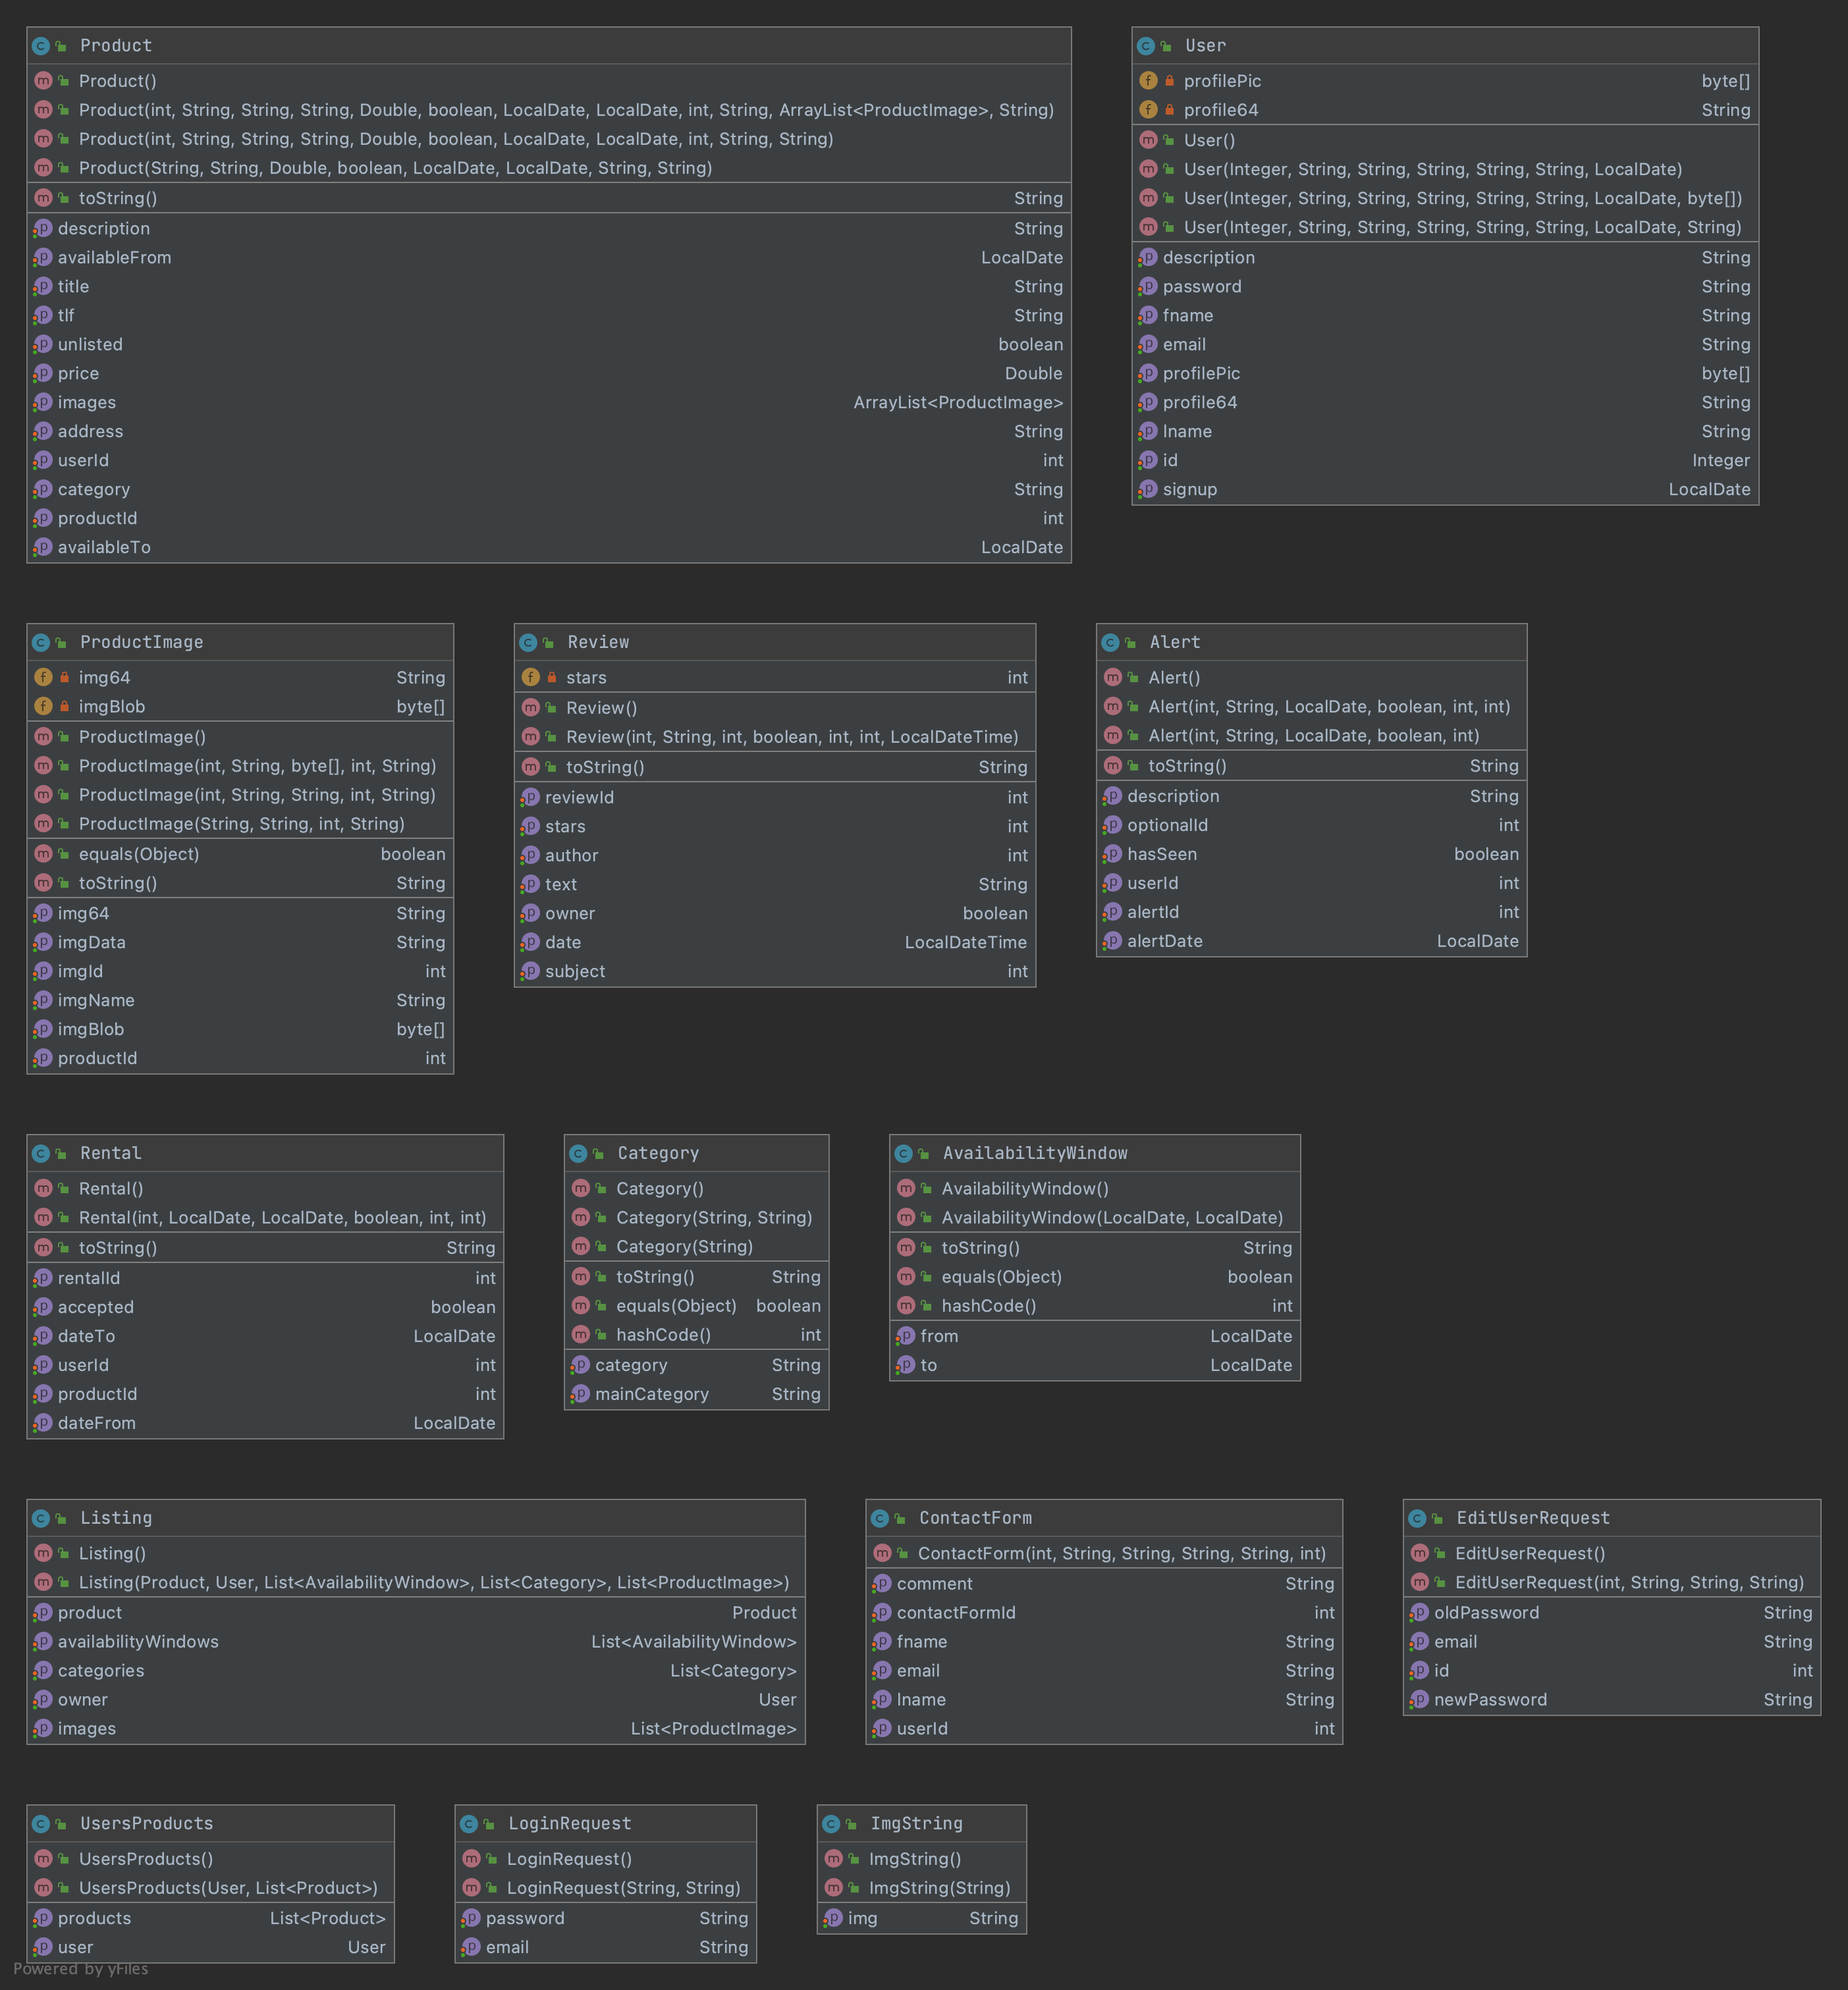 Product
Product()
Product(int, String, String, String, Double, boolean, LocalDate, LocalDate, int, String, ArrayList<ProductImage>, String)
Product(int, String, String, String, Double, boolean, LocalDate, LocalDate, int, String, String)
Product(String, String, Double, boolean, LocalDate, LocalDate, String, String)
toString() String
description String
availableFrom LocalDate
title String
tlf String
unlisted boolean
price Double
images ArrayList<ProductImage>
address String
userId int
category String
productId int
availableTo LocalDate
User
profilePic byte[]
profile64 String
User()
User(Integer, String, String, String, String, String, LocalDate)
User(Integer, String, String, String, String, String, LocalDate, byte[])
User(Integer, String, String, String, String, String, LocalDate, String)
description String
password String
fname String
email String
profilePic byte[]
profile64 String
lname String
id Integer
signup LocalDate
ProductImage
img64 String
imgBlob byte[]
ProductImage()
ProductImage(int, String, byte[], int, String)
ProductImage(int, String, String, int, String)
ProductImage(String, String, int, String)
equals(Object) boolean
toString() String
img64 String
imgData String
imgId int
imgName String
imgBlob byte[]
productId int
Review
stars int
Review()
Review(int, String, int, boolean, int, int, LocalDateTime)
toString() String
reviewId int
stars int
author int
text String
owner boolean
date LocalDateTime
subject int
Alert
Alert()
Alert(int, String, LocalDate, boolean, int, int)
Alert(int, String, LocalDate, boolean, int)
toString() String
description String
optionalId int
hasSeen boolean
userId int
alertId int
alertDate LocalDate
Rental
Rental()
Rental(int, LocalDate, LocalDate, boolean, int, int)
toString() String
rentalId int
accepted boolean
dateTo LocalDate
userId int
productId int
dateFrom LocalDate
Category
Category()
Category(String, String)
Category(String)
toString() String
equals(Object) boolean
hashCode() int
category String
mainCategory String
AvailabilityWindow
AvailabilityWindow()
AvailabilityWindow(LocalDate, LocalDate)
toString() String
equals(Object) boolean
hashCode() int
from LocalDate
to LocalDate
Listing
Listing()
Listing(Product, User, List<AvailabilityWindow>, List<Category>, List<ProductImage>)
product Product
availabilityWindows List<AvailabilityWindow>
categories List<Category>
owner User
images List<ProductImage>
ContactForm
ContactForm(int, String, String, String, String, int)
comment String
contactFormId int
fname String
email String
lname String
userId int
EditUserRequest
EditUserRequest()
EditUserRequest(int, String, String, String)
oldPassword String
email String
id int
newPassword String
UsersProducts
UsersProducts()
UsersProducts(User, List<Product>)
products List<Product>
user User
LoginRequest
LoginRequest()
LoginRequest(String, String)
password String
email String
ImgString
ImgString()
ImgString(String)
img String
Powered by yFiles